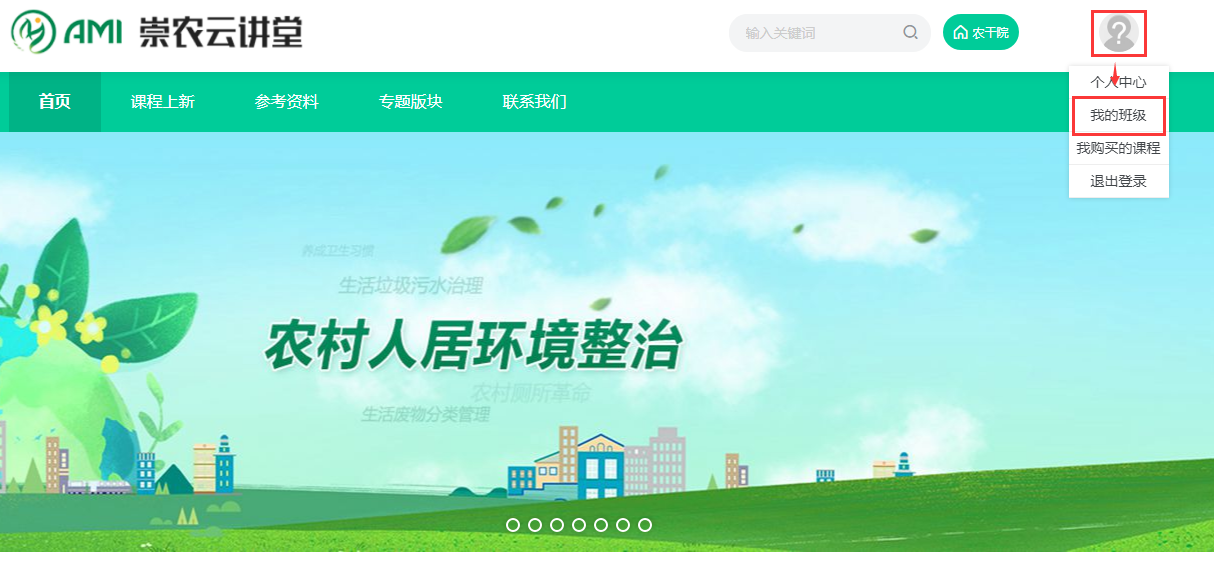 AMI 崇农云讲堂
输入关键词
农干院
首页
课程上新
参考资料
专题版块
联系我们
个人中心
我的班级
我购买的课程
退出登录
养成卫生习惯
生活垃圾污水治理
农村人居环境整治
农村厕所革命
生活废物分类管理